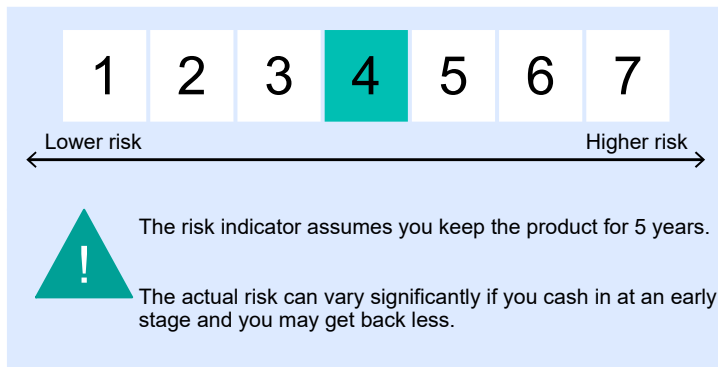 1 2 3 4 5 6 7
Lower risk Higher risk
!
The risk indicator assumes you keep the product for 5 years.
The actual risk can vary significantly if you cash in at an early
stage and you may get back less.